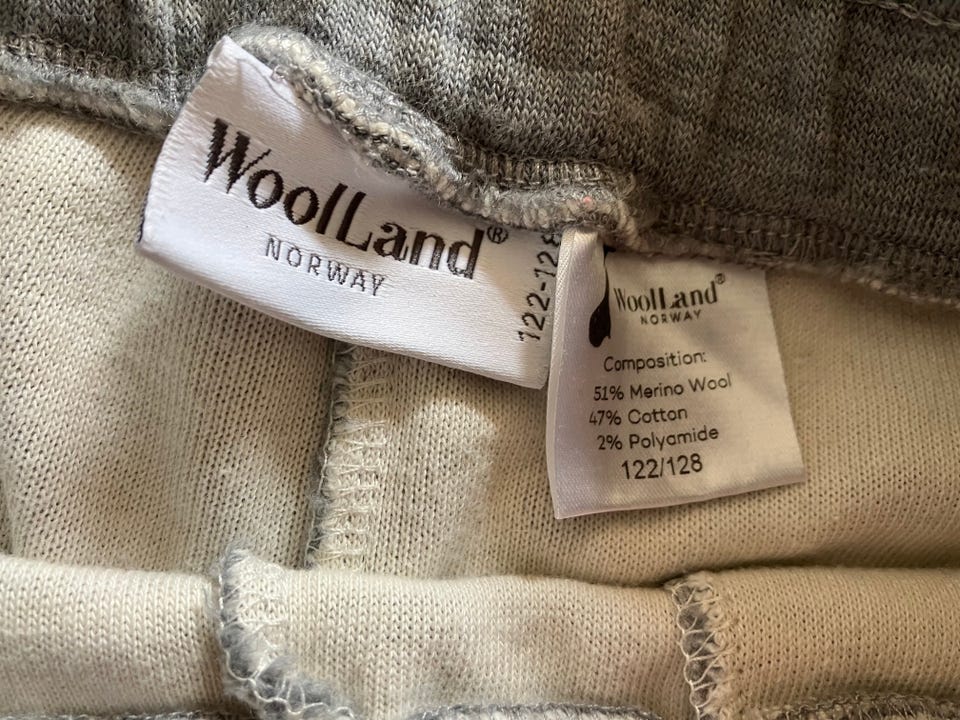 WoolLand®
NORWAY
122-128
WoolLand®
NORWAY
Composition:
51% Merino Wool
47% Cotton
2% Polyamide
122/128